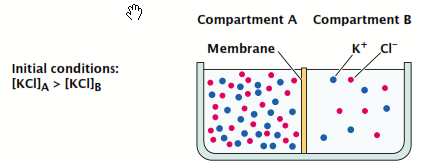 Compartment A Compartment B
Membrane K⁺ Cl⁻
Initial conditions:
[KCl]A > [KCl]B